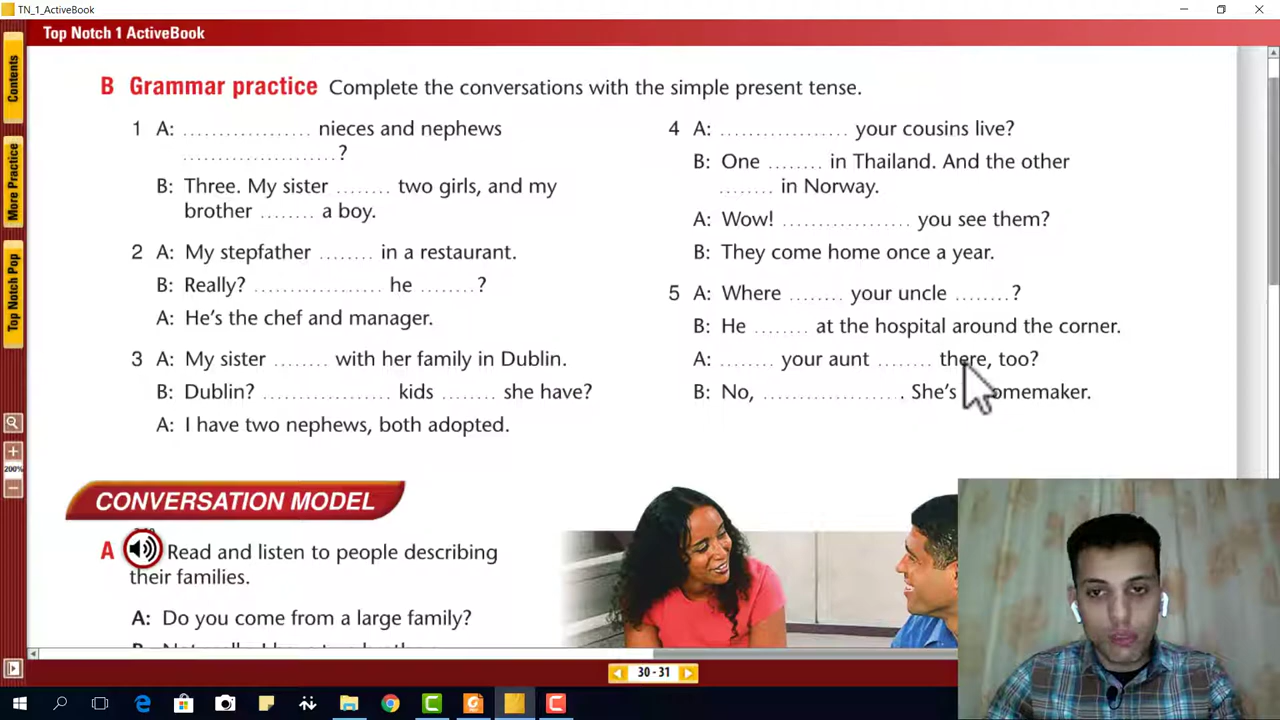 TN_1_ActiveBook
Top Notch 1 ActiveBook
Contents
More Practice
Top Notch Pop
200%
B Grammar practice Complete the conversations with the simple present tense.
1 A: .................. nieces and nephews
.....................?
B: Three. My sister ........ two girls, and my
brother ........ a boy.
2 A: My stepfather ........ in a restaurant.
B: Really? .................. he ........?
A: He's the chef and manager.
3 A: My sister ........ with her family in Dublin.
B: Dublin? .................. kids ........ she have?
A: I have two nephews, both adopted.
4 A: .................. your cousins live?
B: One ........ in Thailand. And the other
........ in Norway.
A: Wow! .................. you see them?
B: They come home once a year.
5 A: Where ........ your uncle ........?
B: He ........ at the hospital around the corner.
A: ........ your aunt ........ there, too?
B: No, .................... She's
CONVERSATION MODEL
A Read and listen to people describing
their families.
A: Do you come from a large family?
30-31